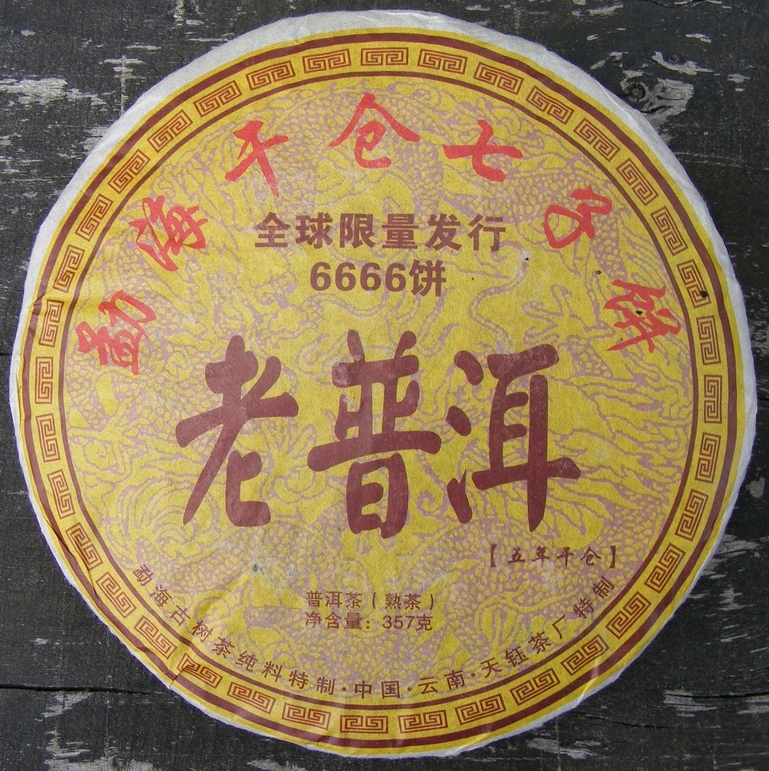 勐海干仓七子饼
全球限量发行
6666饼
老普洱
【五年干仓】
普洱茶（熟茶）
净含量：357克
勐海古树茶纯料特制·中国·云南·天钰茶厂特制